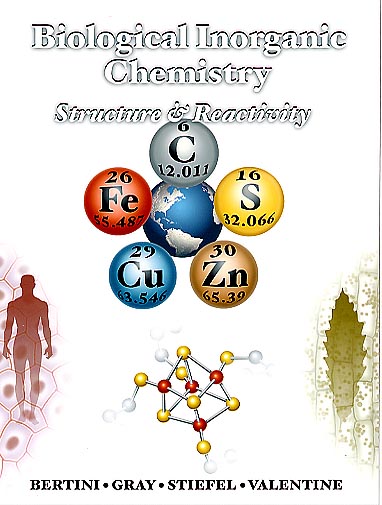 Biological Inorganic
Chemistry
Structure & Reactivity
6
C
12.011
26
Fe
55.487
16
S
32.066
29
Cu
63.546
30
Zn
65.39
BERTINI • GRAY • STIEFEL • VALENTINE